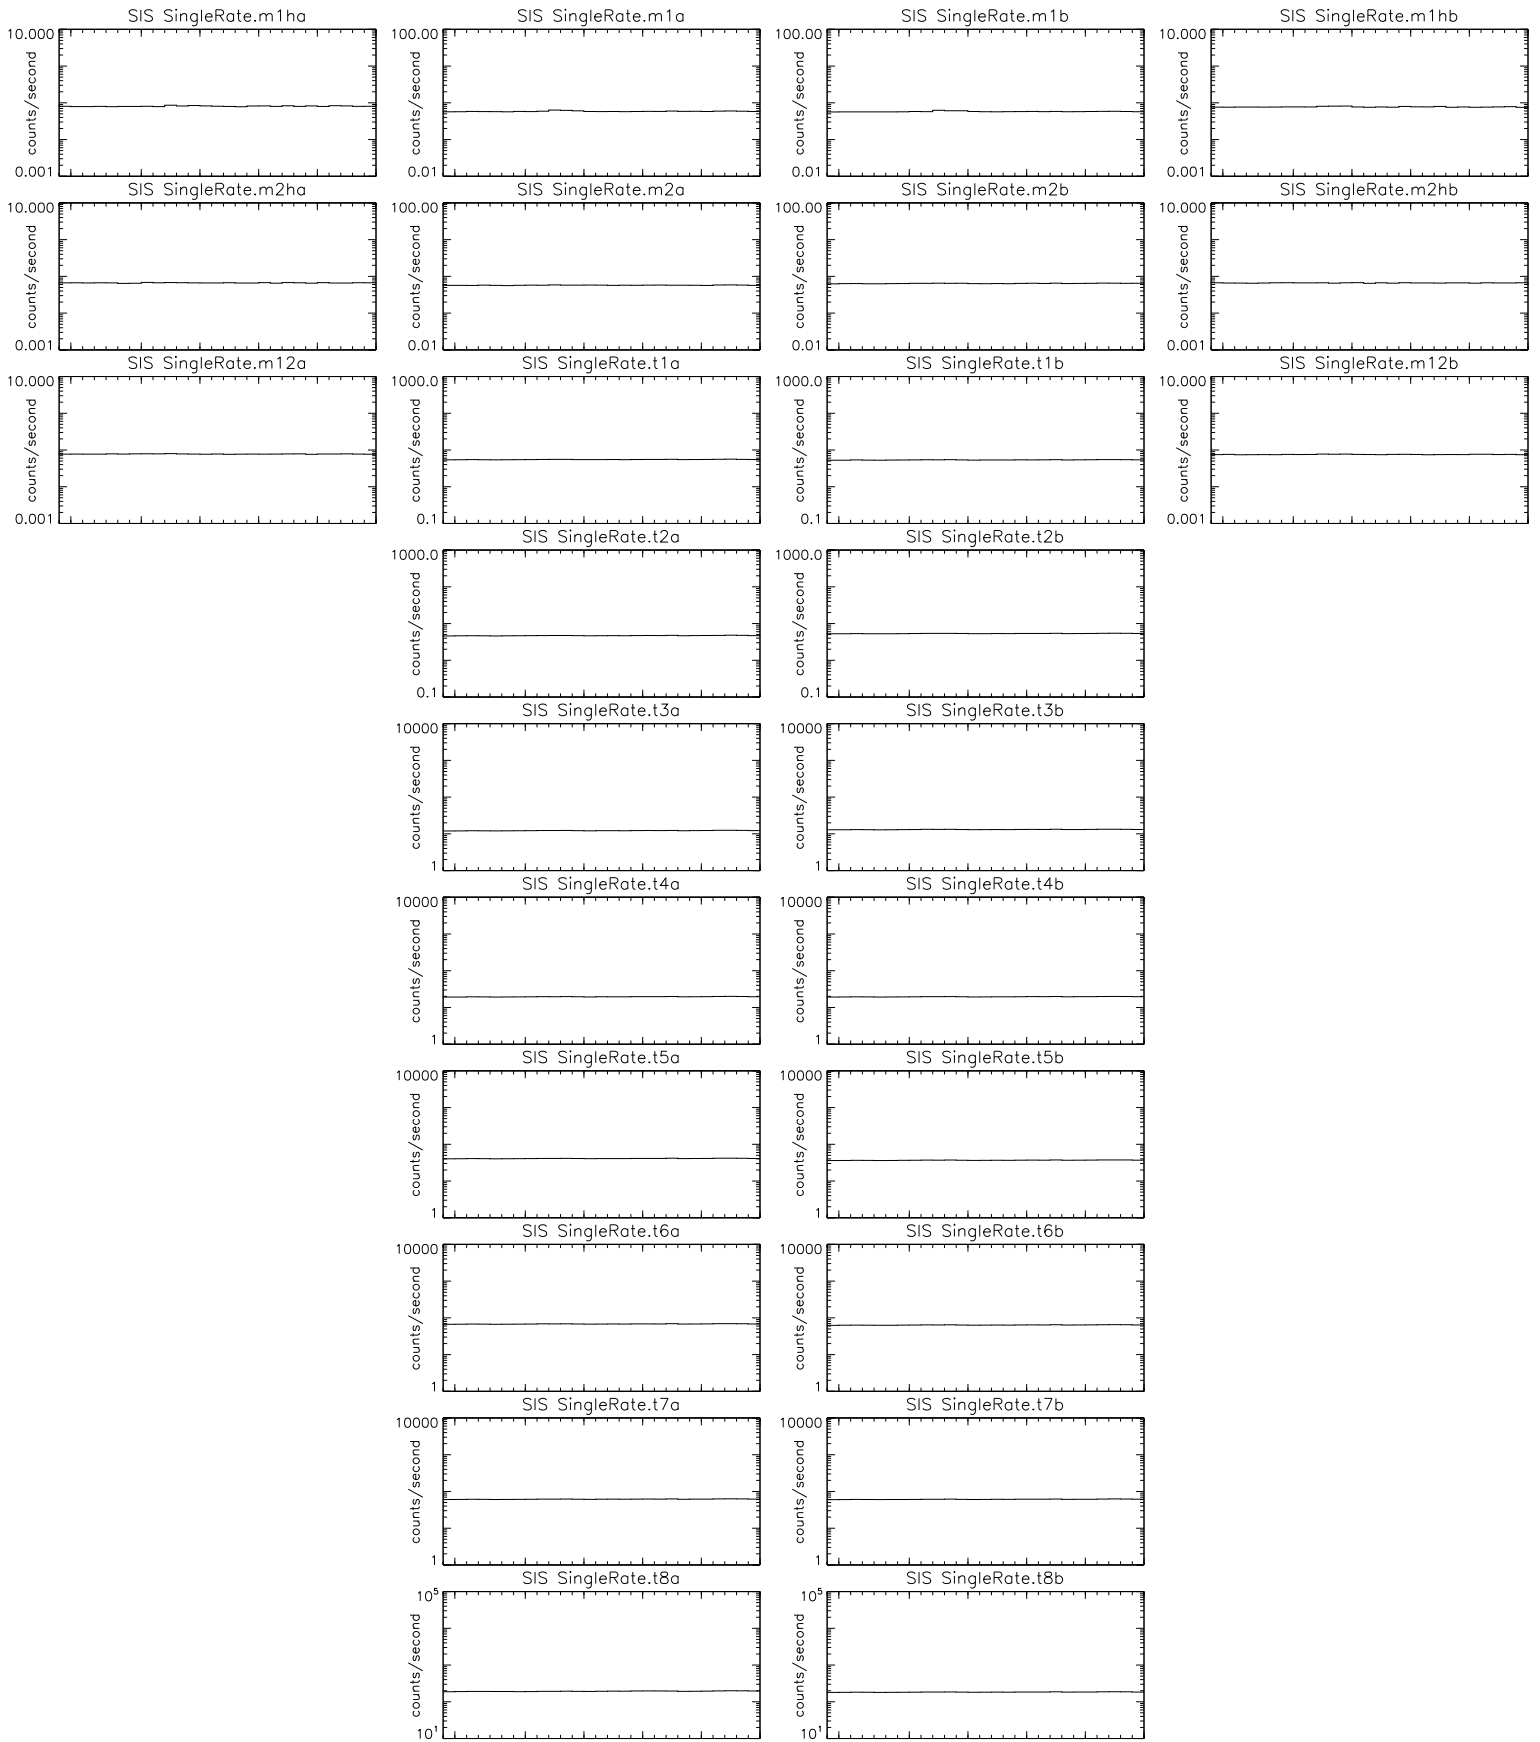 SIS SingleRate.m1ha
10.000
counts/second
0.001
SIS SingleRate.m1a
100.00
counts/second
0.01
SIS SingleRate.m1b
100.00
counts/second
0.01
SIS SingleRate.m1hb
10.000
counts/second
0.001
SIS SingleRate.m2ha
10.000
counts/second
0.001
SIS SingleRate.m2a
100.00
counts/second
0.01
SIS SingleRate.m2b
100.00
counts/second
0.01
SIS SingleRate.m2hb
10.000
counts/second
0.001
SIS SingleRate.m12a
10.000
counts/second
0.001
SIS SingleRate.t1a
1000.0
counts/second
0.1
SIS SingleRate.t1b
1000.0
counts/second
0.1
SIS SingleRate.m12b
10.000
counts/second
0.001
SIS SingleRate.t2a
1000.0
counts/second
0.1
SIS SingleRate.t2b
1000.0
counts/second
0.1
SIS SingleRate.t3a
10000
counts/second
1
SIS SingleRate.t3b
10000
counts/second
1
SIS SingleRate.t4a
10000
counts/second
1
SIS SingleRate.t4b
10000
counts/second
1
SIS SingleRate.t5a
10000
counts/second
1
SIS SingleRate.t5b
10000
counts/second
1
SIS SingleRate.t6a
10000
counts/second
1
SIS SingleRate.t6b
10000
counts/second
1
SIS SingleRate.t7a
10000
counts/second
1
SIS SingleRate.t7b
10000
counts/second
1
SIS SingleRate.t8a
10⁵
counts/second
10¹
SIS SingleRate.t8b
10⁵
counts/second
10¹